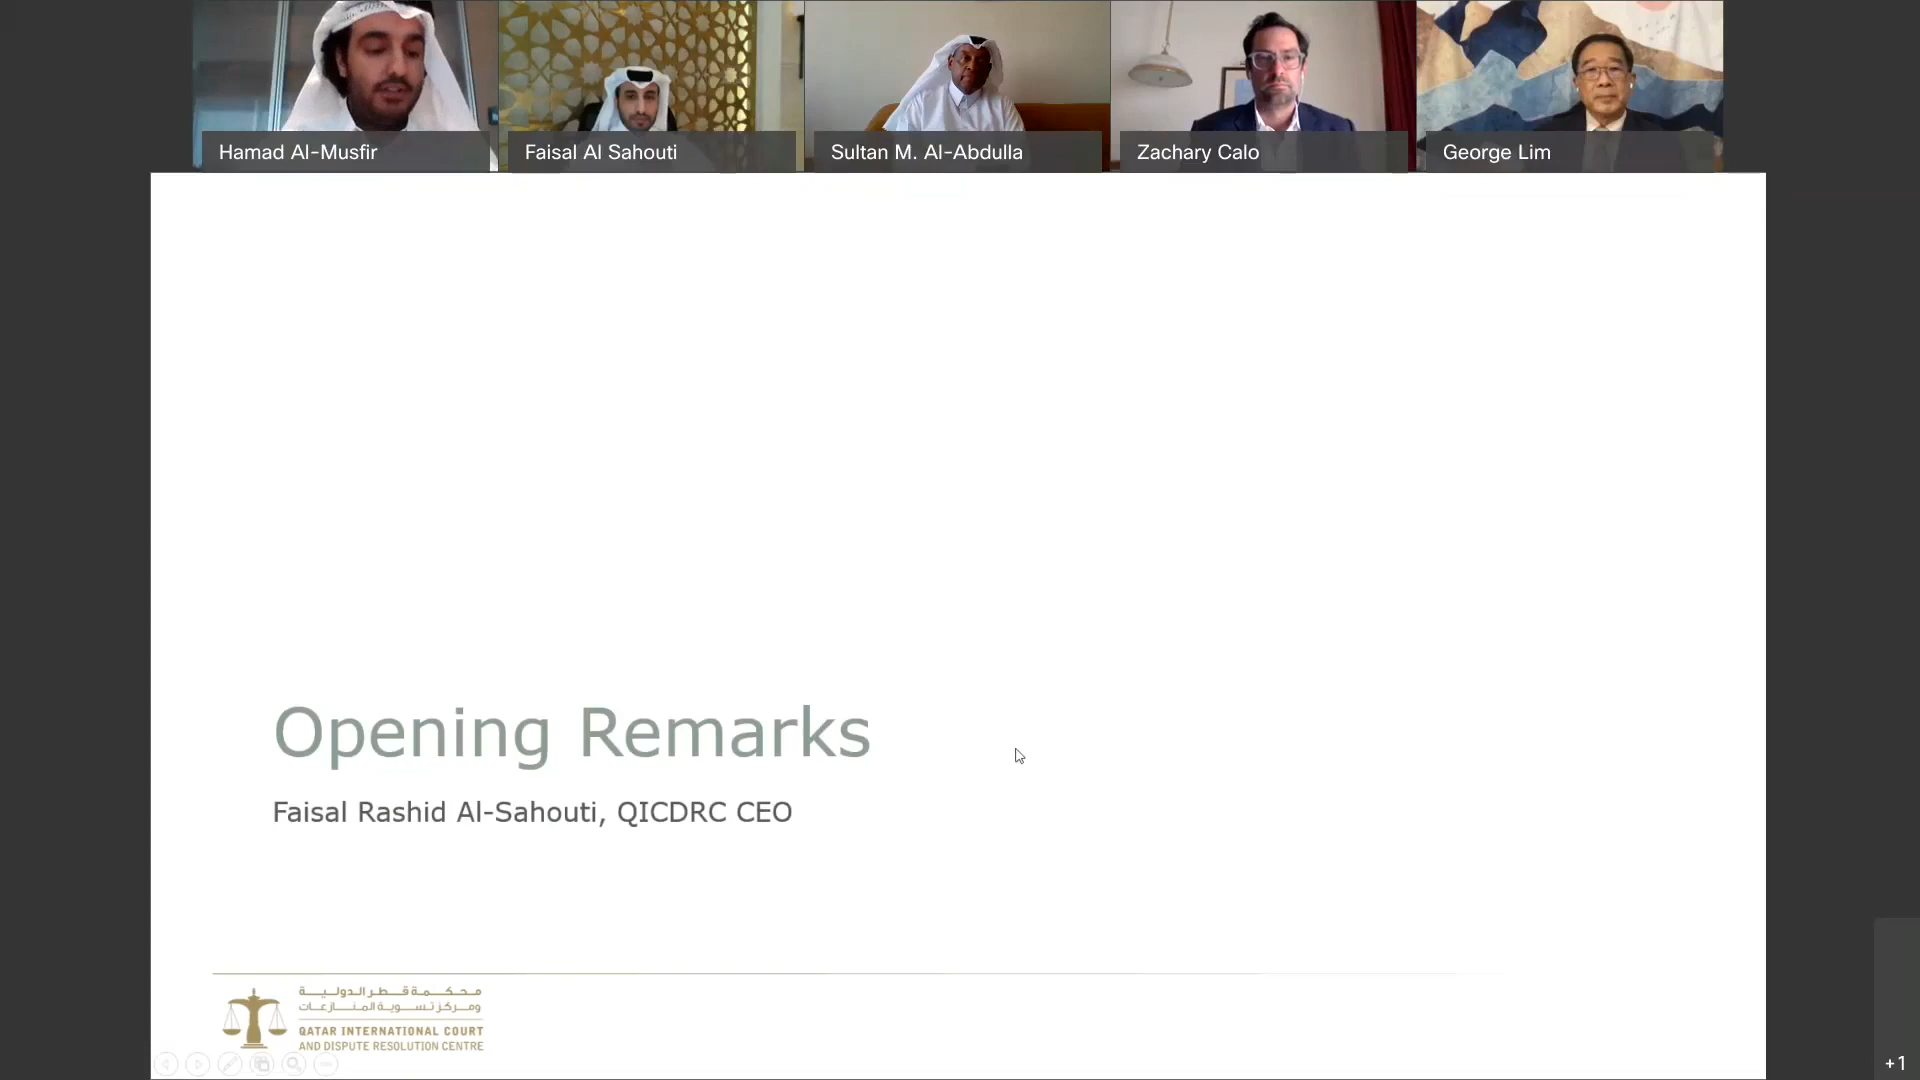 Hamad Al-Musfir
Faisal Al Sahouti
Sultan M. Al-Abdulla
Zachary Calo
George Lim
Opening Remarks
Faisal Rashid Al-Sahouti, QICDRC CEO
محكمة قطر الدولية
ومركز تسوية المنازعات
QATAR INTERNATIONAL COURT
AND DISPUTE RESOLUTION CENTRE
+1